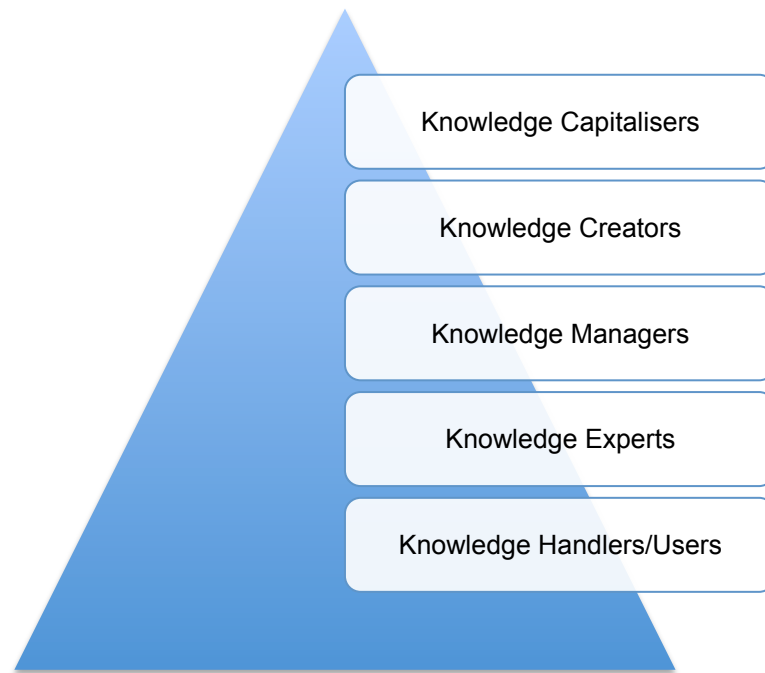 Knowledge Capitalisers
Knowledge Creators
Knowledge Managers
Knowledge Experts
Knowledge Handlers/Users